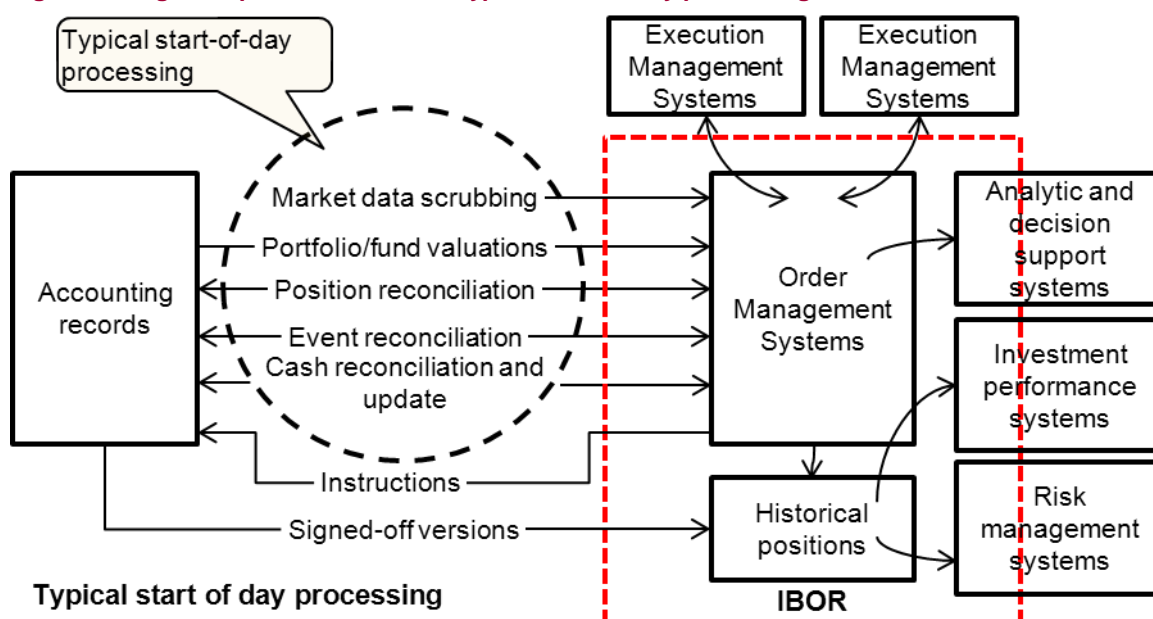 Typical start-of-day
processing
Execution
Management
Systems
Execution
Management
Systems
Accounting
records
Market data scrubbing
Portfolio/fund valuations
Position reconciliation
Event reconciliation
Cash reconciliation and
update
Instructions
Signed-off versions
Order
Management
Systems
Historical
positions
Analytic and
decision
support
systems
Investment
performance
systems
Risk
management
systems
Typical start of day processing
IBOR